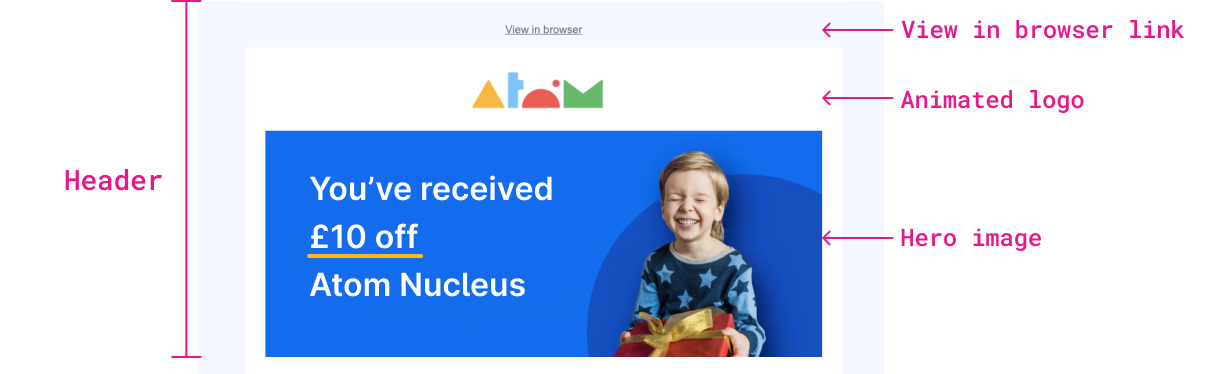 View in browser
View in browser link
AtoM
Animated logo
Header
You’ve received
£10 off
Atom Nucleus
Hero image